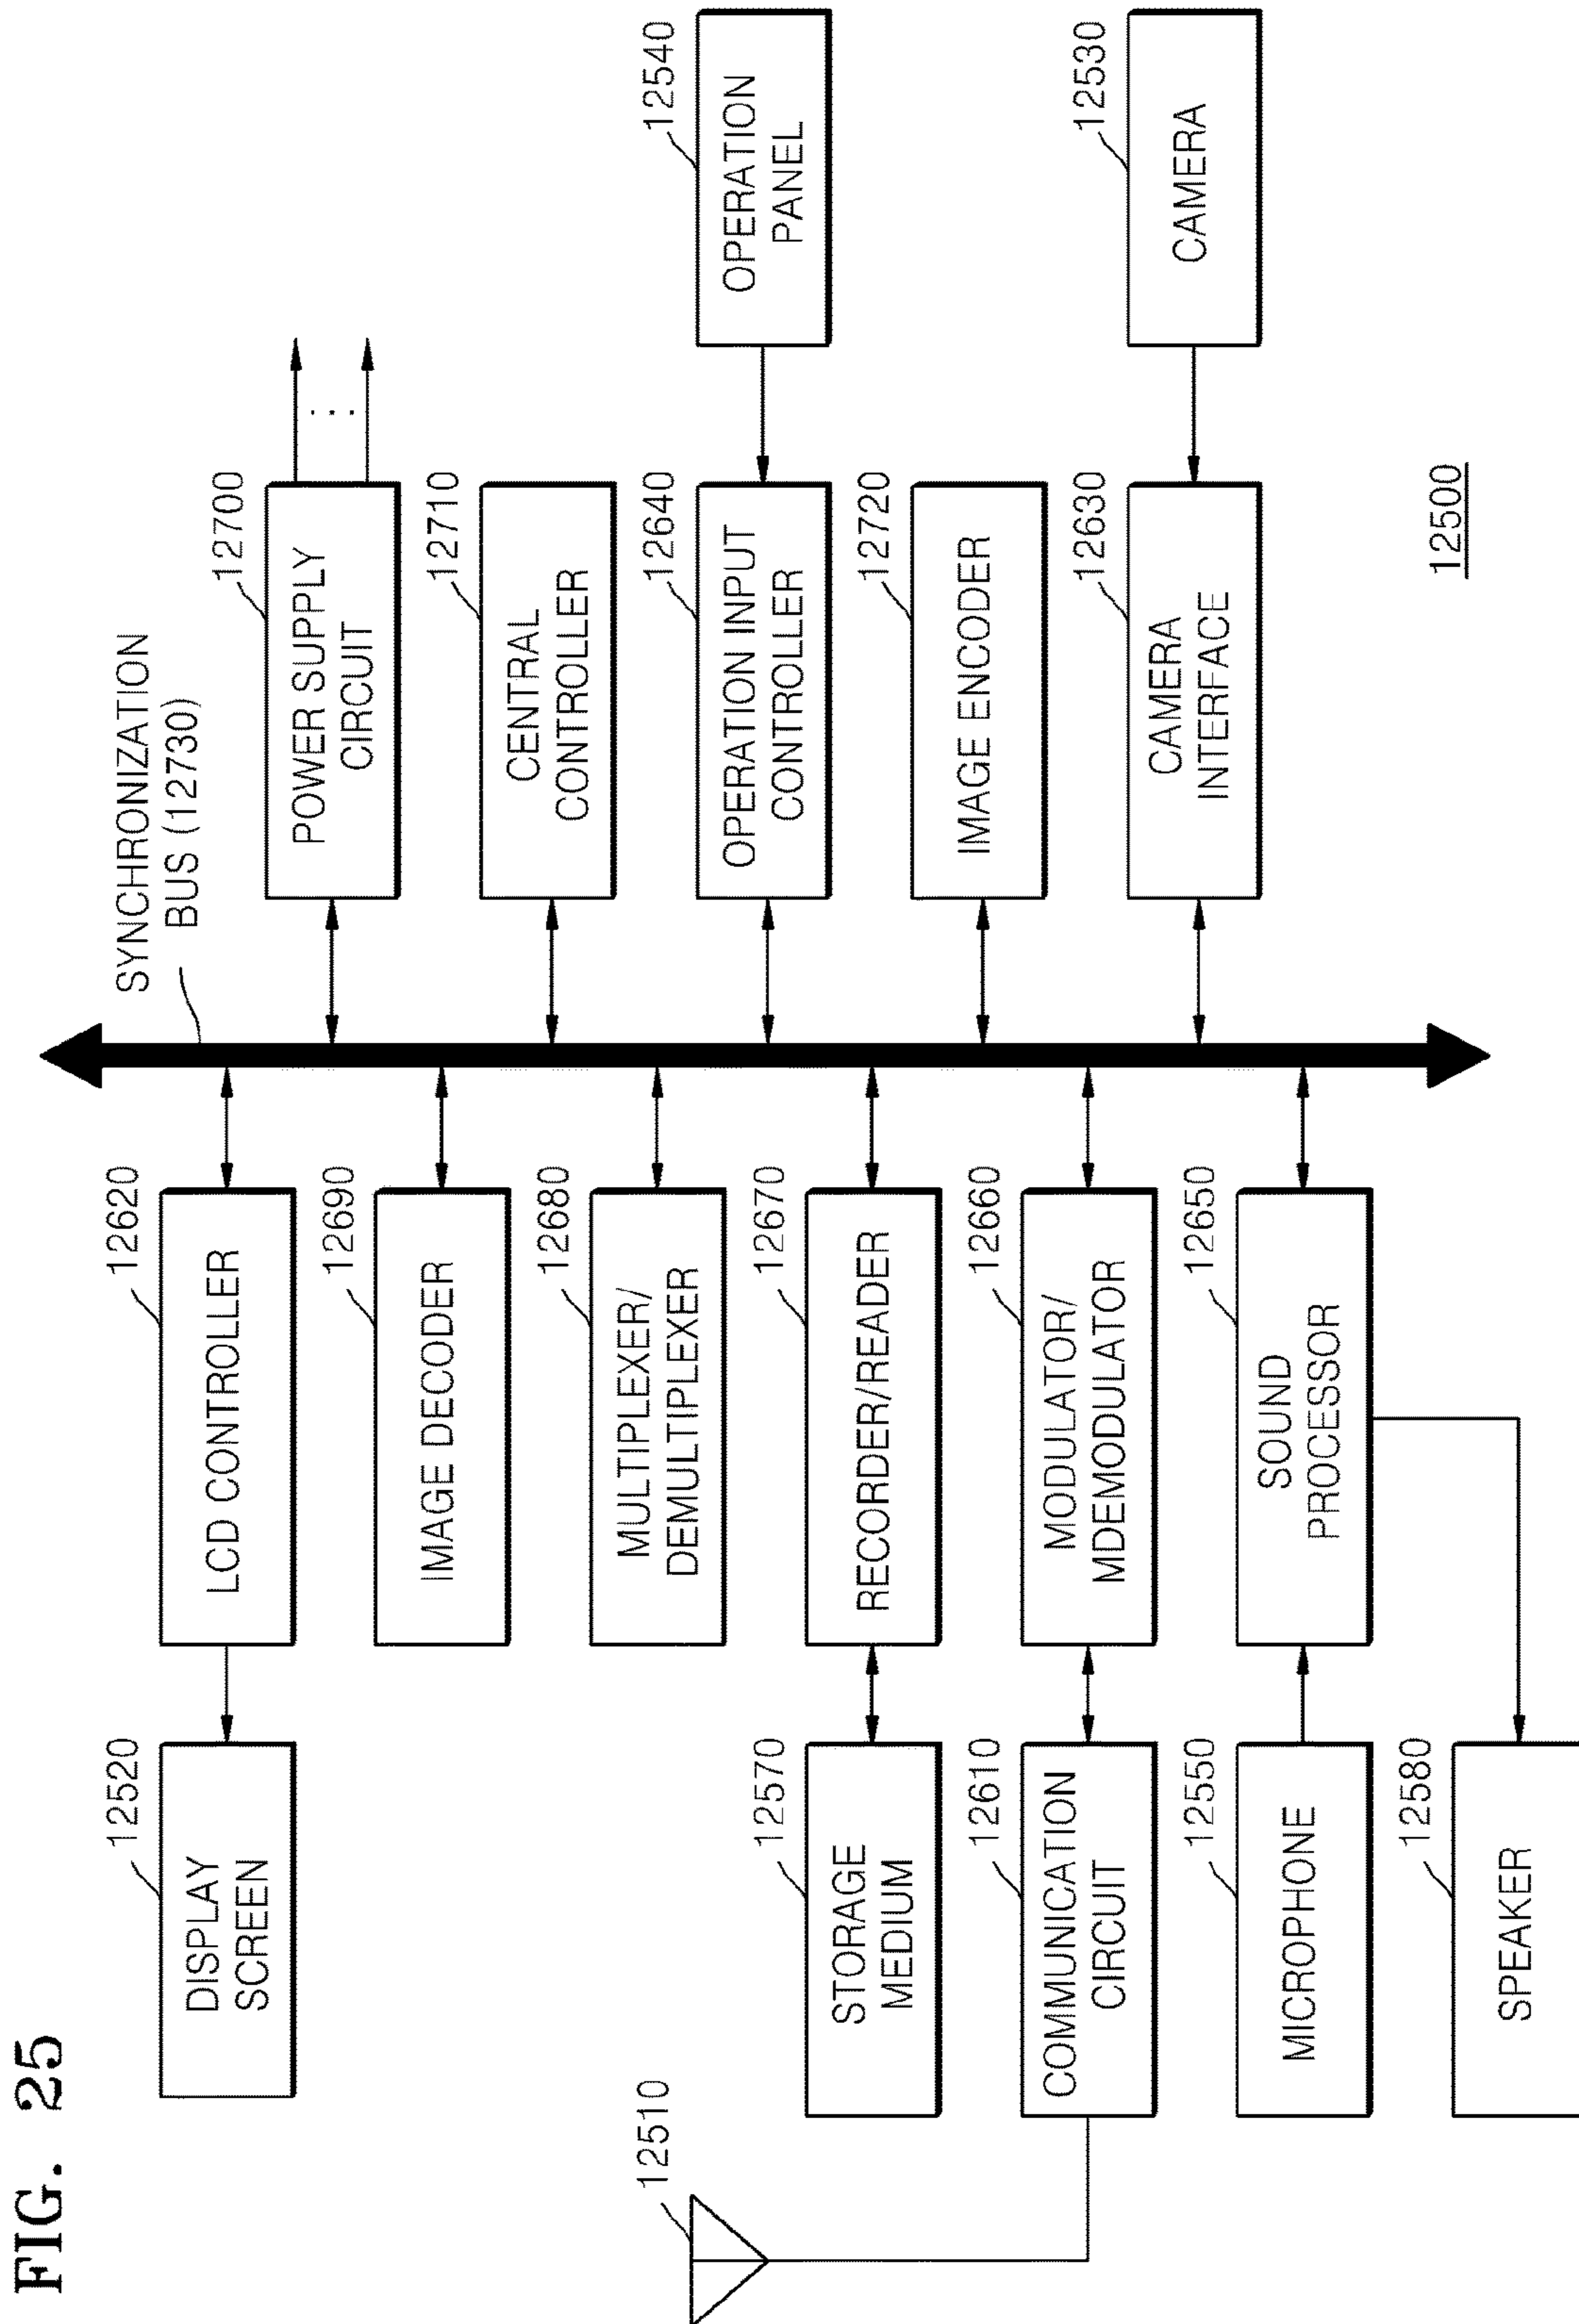 FIG. 25
12510
12520
DISPLAY
SCREEN
12620
LCD CONTROLLER
12690
IMAGE DECODER
12680
MULTIPLEXER/
DEMULTIPLEXER
12570
STORAGE
MEDIUM
12670
RECORDER/READER
12610
COMMUNICATION
CIRCUIT
12660
MODULATOR/
MDEMODULATOR
12550
MICROPHONE
12650
SOUND
PROCESSOR
12580
SPEAKER
SYNCHRONIZATION
BUS (12730)
12700
POWER SUPPLY
CIRCUIT
...
12710
CENTRAL
CONTROLLER
12640
OPERATION INPUT
CONTROLLER
12540
OPERATION
PANEL
12720
IMAGE ENCODER
12630
CAMERA
INTERFACE
12530
CAMERA
12500